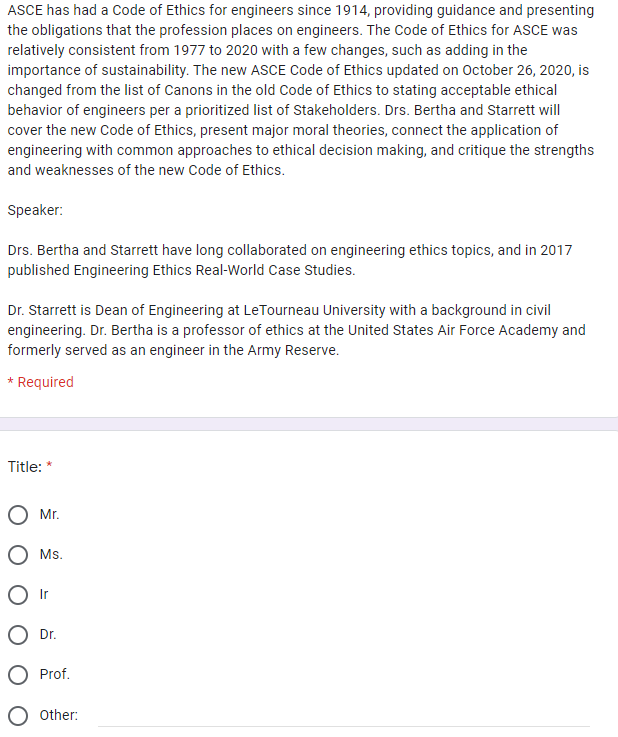 ASCE has had a Code of Ethics for engineers since 1914, providing guidance and presenting
the obligations that the profession places on engineers. The Code of Ethics for ASCE was
relatively consistent from 1977 to 2020 with a few changes, such as adding in the
importance of sustainability. The new ASCE Code of Ethics updated on October 26, 2020, is
changed from the list of Canons in the old Code of Ethics to stating acceptable ethical
behavior of engineers per a prioritized list of Stakeholders. Drs. Bertha and Starrett will
cover the new Code of Ethics, present major moral theories, connect the application of
engineering with common approaches to ethical decision making, and critique the strengths
and weaknesses of the new Code of Ethics.
Speaker:
Drs. Bertha and Starrett have long collaborated on engineering ethics topics, and in 2017
published Engineering Ethics Real-World Case Studies.
Dr. Starrett is Dean of Engineering at LeTourneau University with a background in civil
engineering. Dr. Bertha is a professor of ethics at the United States Air Force Academy and
formerly served as an engineer in the Army Reserve.
* Required
Title: *
Mr.
Ms.
Ir
Dr.
Prof.
Other: